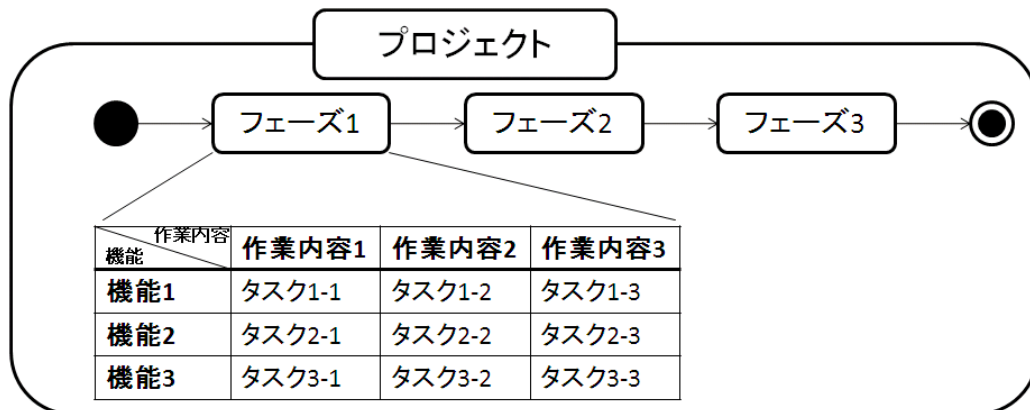 プロジェクト
フェーズ1 フェーズ2 フェーズ3
作業内容
機能
作業内容1 作業内容2 作業内容3
機能1 タスク1-1 タスク1-2 タスク1-3
機能2 タスク2-1 タスク2-2 タスク2-3
機能3 タスク3-1 タスク3-2 タスク3-3